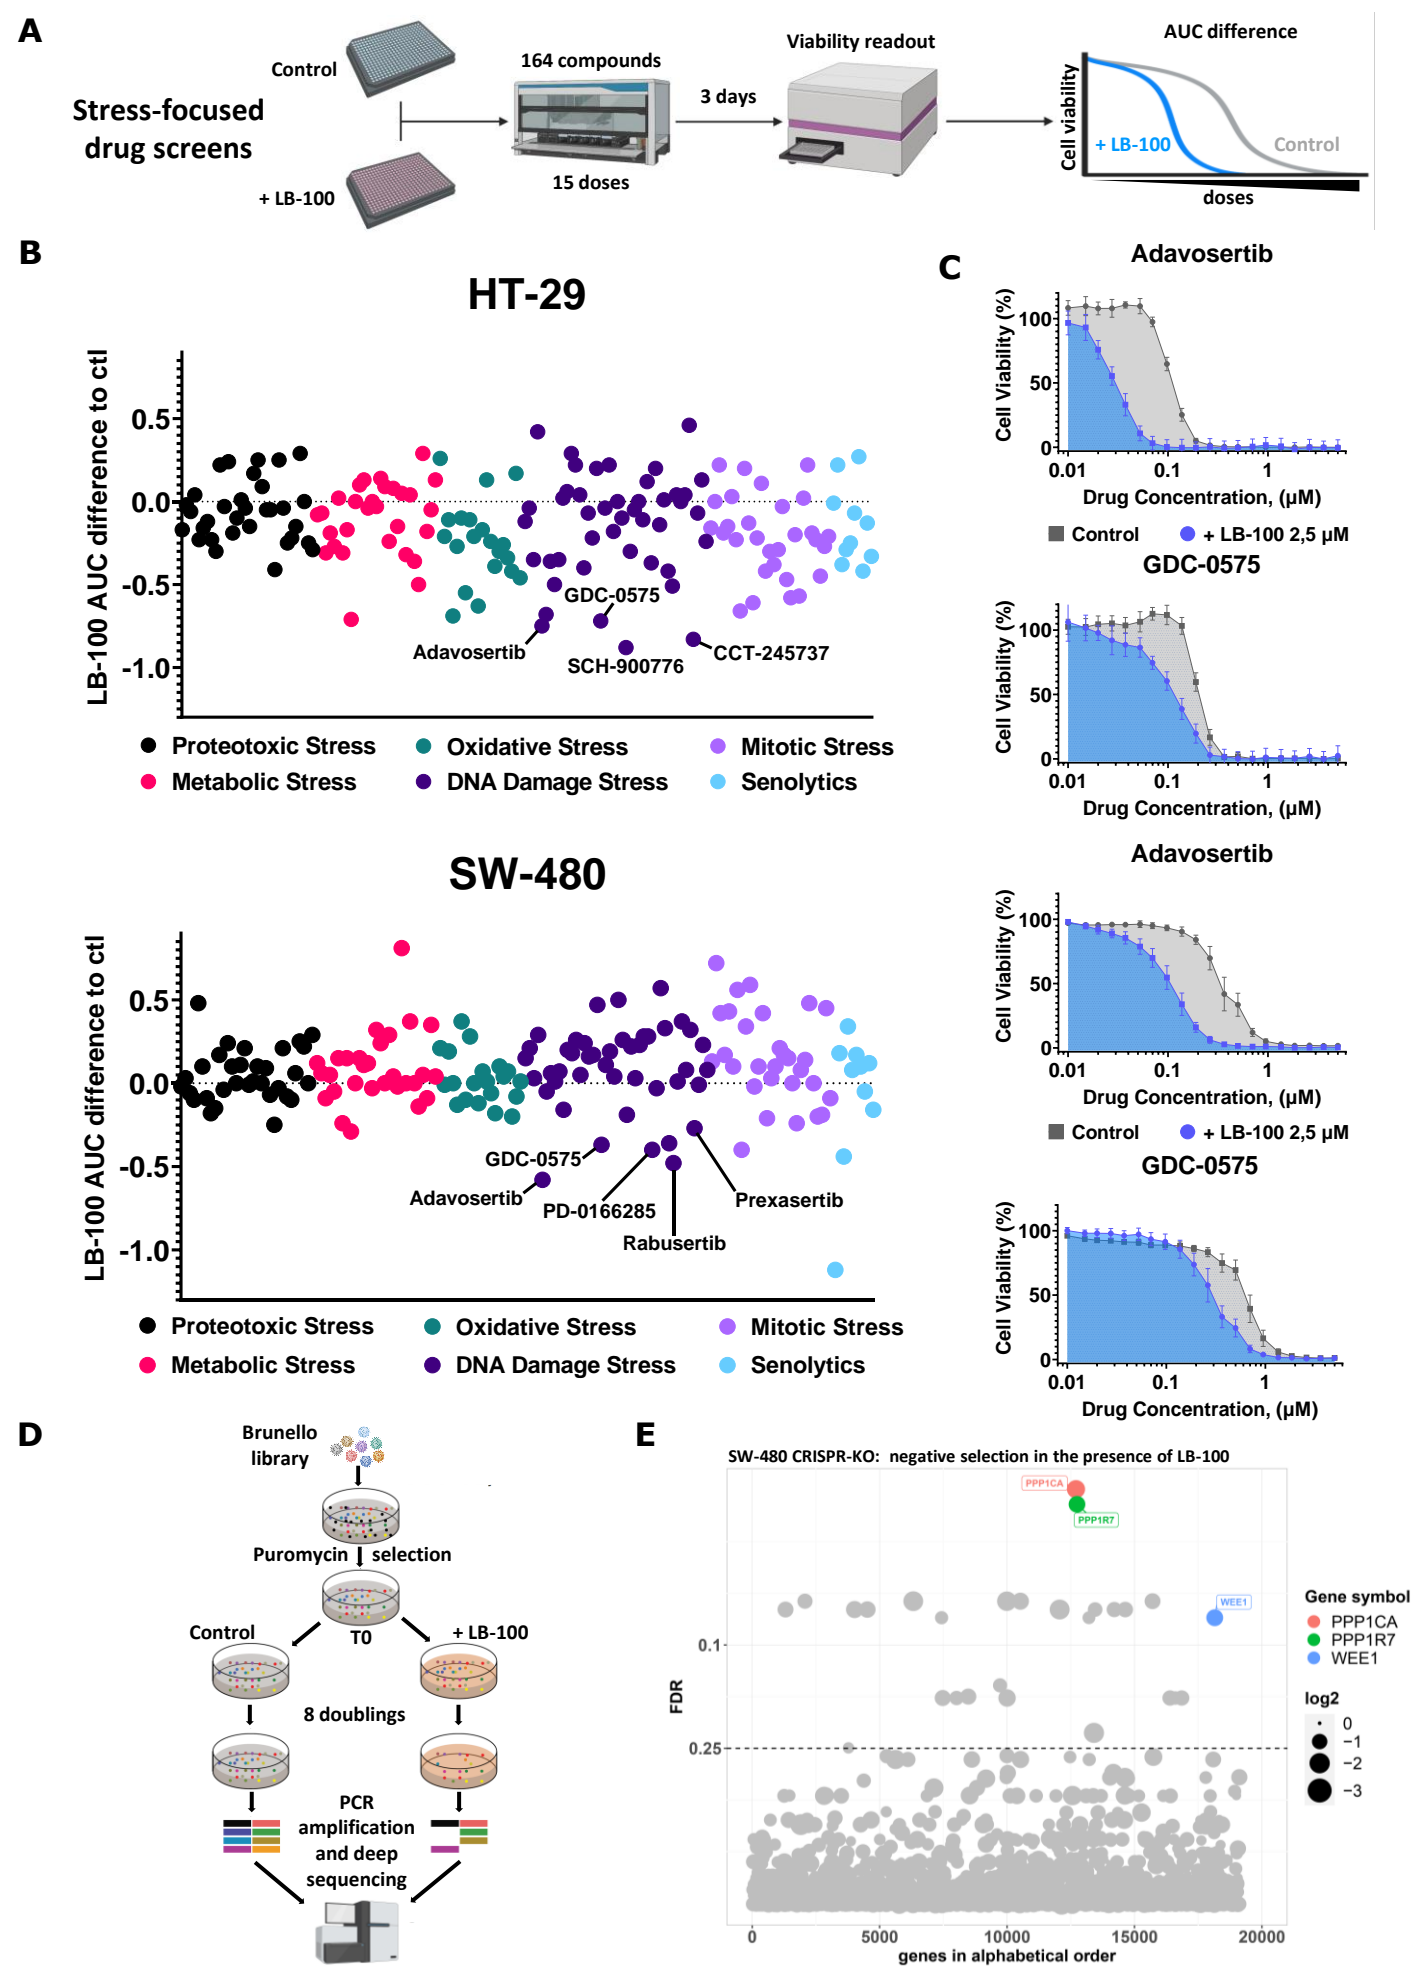 A
Stress-focused
drug screens
Control
+ LB-100
164 compounds
15 doses
3 days
Viability readout
AUC difference
Cell viability
+ LB-100
Control
doses
B
HT-29
LB-100 AUC difference to ctl
0.5
0.0
-0.5
-1.0
GDC-0575
Adavosertib
SCH-900776
CCT-245737
Proteotoxic Stress
Oxidative Stress
Mitotic Stress
Metabolic Stress
DNA Damage Stress
Senolytics
SW-480
LB-100 AUC difference to ctl
0.5
0.0
-0.5
-1.0
GDC-0575
Adavosertib
PD-0166285
Rabusertib
Prexasertib
Proteotoxic Stress
Oxidative Stress
Mitotic Stress
Metabolic Stress
DNA Damage Stress
Senolytics
C
Adavosertib
Cell Viability (%)
100
50
0
0.01
0.1
1
Drug Concentration, (µM)
Control
+ LB-100 2,5 µM
GDC-0575
Cell Viability (%)
100
50
0
0.01
0.1
1
Drug Concentration, (µM)
Adavosertib
Cell Viability (%)
100
50
0
0.01
0.1
1
Drug Concentration, (µM)
Control
+ LB-100 2,5 µM
GDC-0575
Cell Viability (%)
100
50
0
0.01
0.1
1
Drug Concentration, (µM)
D
Brunello
library
Puromycin selection
T0
Control
+ LB-100
8 doublings
PCR
amplification
and deep
sequencing
E
SW-480 CRISPR-KO: negative selection in the presence of LB-100
PPP1CA
PPP1R7
WEE1
FDR
0.1
0.25
0
5000
10000
15000
20000
genes in alphabetical order
Gene symbol
PPP1CA
PPP1R7
WEE1
log2
0
−1
−2
−3